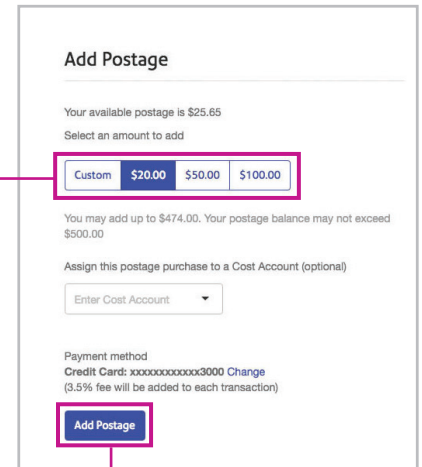 Add Postage
Your available postage is $25.65
Select an amount to add
Custom $20.00 $50.00 $100.00
You may add up to $474.00. Your postage balance may not exceed
$500.00
Assign this postage purchase to a Cost Account (optional)
Enter Cost Account
Payment method
Credit Card: xxxxxxxxxxxx3000 Change
(3.5% fee will be added to each transaction)
Add Postage